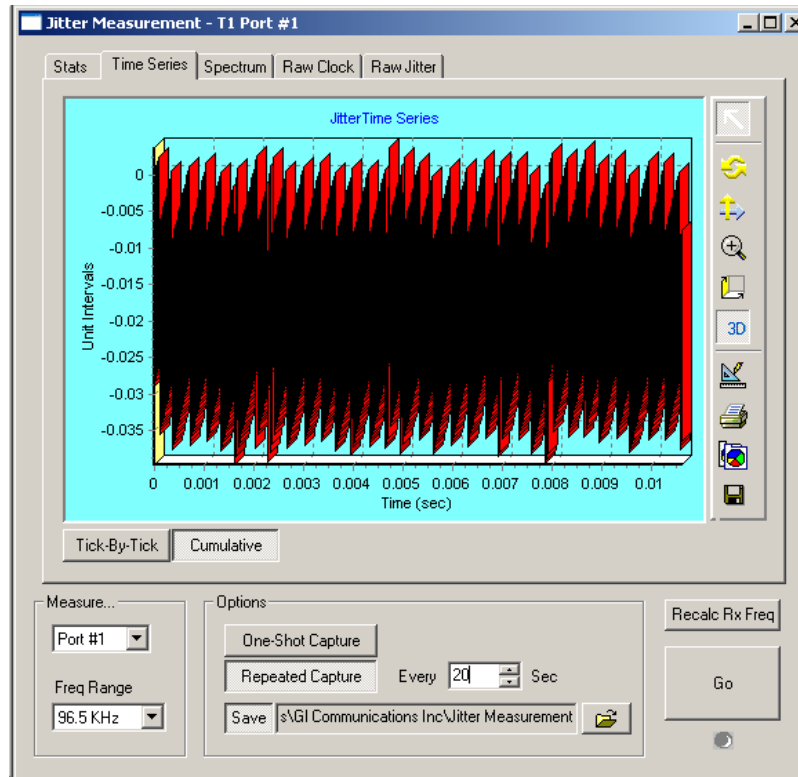 Jitter Measurement - T1 Port #1
Stats Time Series Spectrum Raw Clock Raw Jitter
JitterTime Series
0
-0.005
-0.01
-0.015
-0.02
-0.025
-0.03
-0.035
Unit Intervals
0 0.001 0.002 0.003 0.004 0.005 0.006 0.007 0.008 0.009 0.01
Time (sec)
3D
Tick-By-Tick Cumulative
Measure...
Port #1
Freq Range
96.5 KHz
Options
One-Shot Capture
Repeated Capture Every 20 Sec
Save s\GI Communications Inc\Jitter Measurement
Recalc Rx Freq
Go